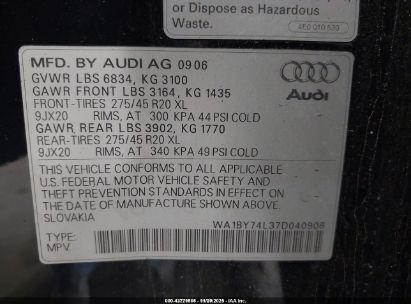 or Dispose as Hazardous
Waste.
4E0 010 530
MFD. BY AUDI AG 09 06
GVWR LBS 6834, KG 3100
GAWR FRONT LBS 3164, KG 1435
FRONT-TIRES 275/45 R20 XL
9JX20 RIMS, AT 300 KPA 44 PSI COLD
GAWR REAR LBS 3902, KG 1770
REAR-TIRES 275/45 R20 XL
9JX20 RIMS, AT 340 KPA 49 PSI COLD
Audi
THIS VEHICLE CONFORMS TO ALL APPLICABLE
U.S. FEDERAL MOTOR VEHICLE SAFETY AND
THEFT PREVENTION STANDARDS IN EFFECT ON
THE DATE OF MANUFACTURE SHOWN ABOVE.
SLOVAKIA
WA1BY74L37D040906
TYPE:
MPV